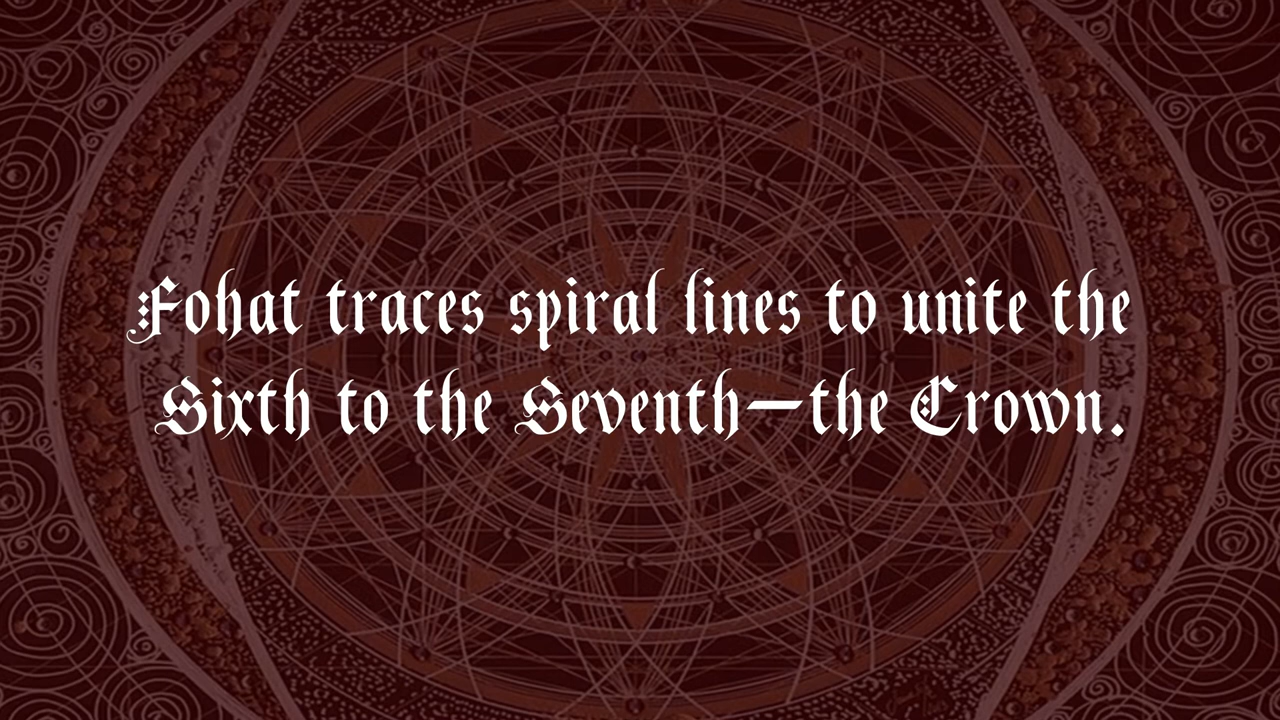 Fohat traces spiral lines to unite the
Sixth to the Seventh—the Crown.